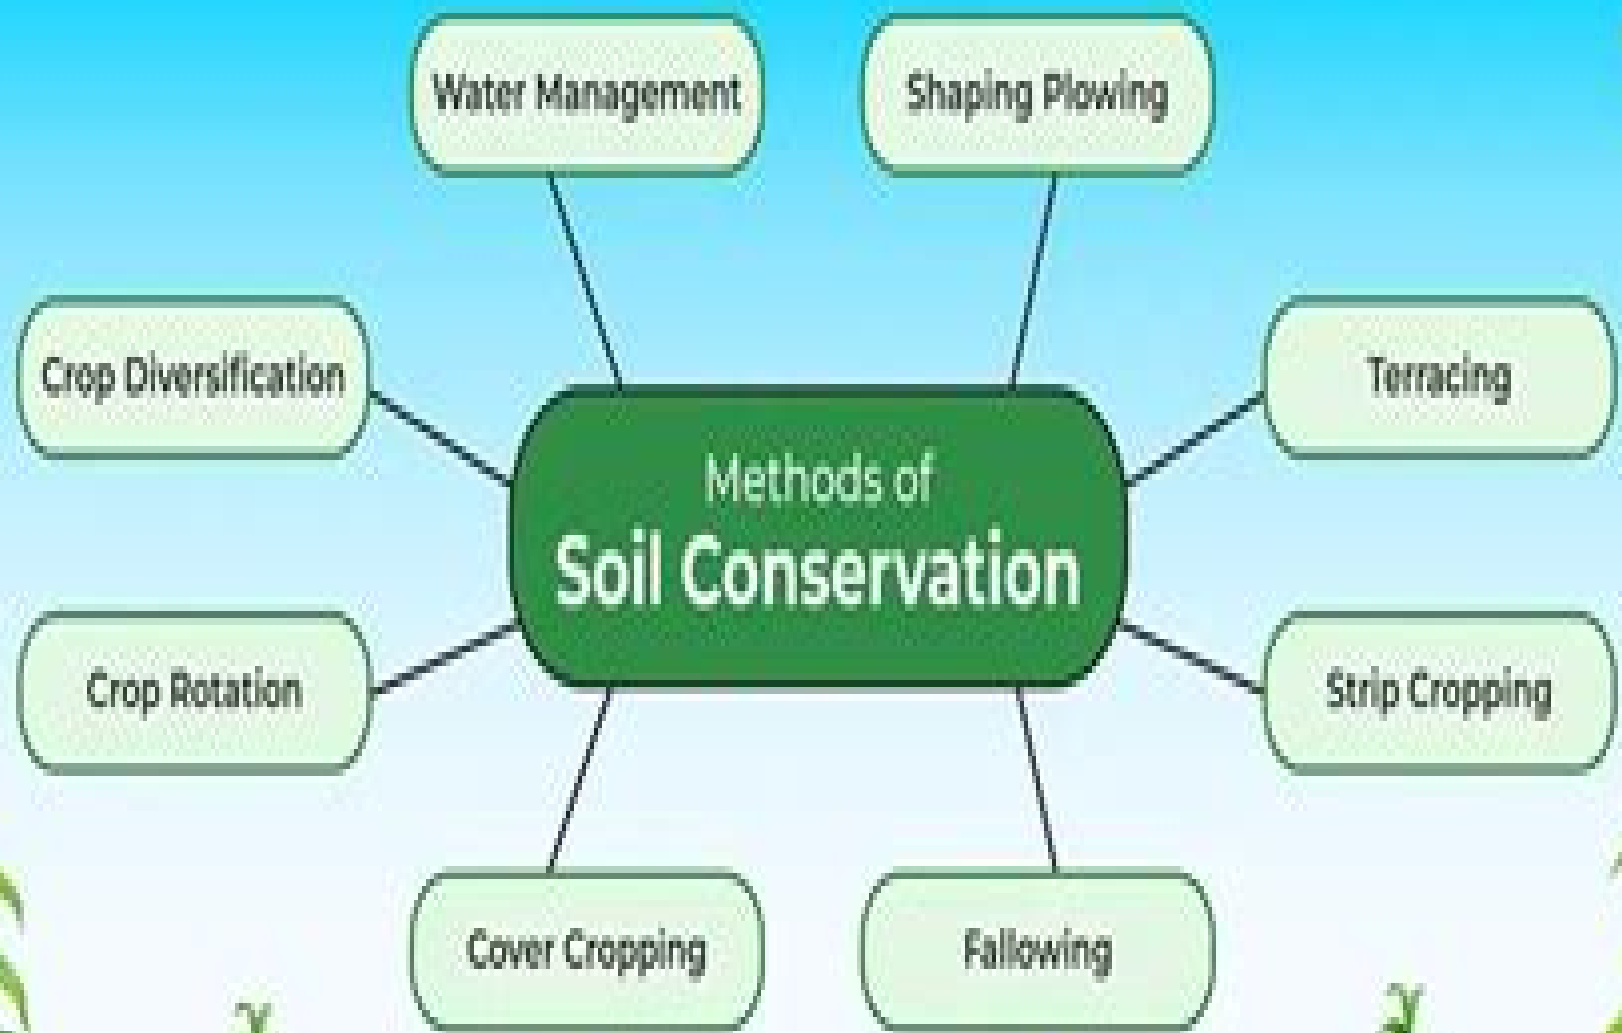 Water Management
Shaping Plowing
Crop Diversification
Terracing
Methods of
Soil Conservation
Crop Rotation
Strip Cropping
Cover Cropping
Fallowing